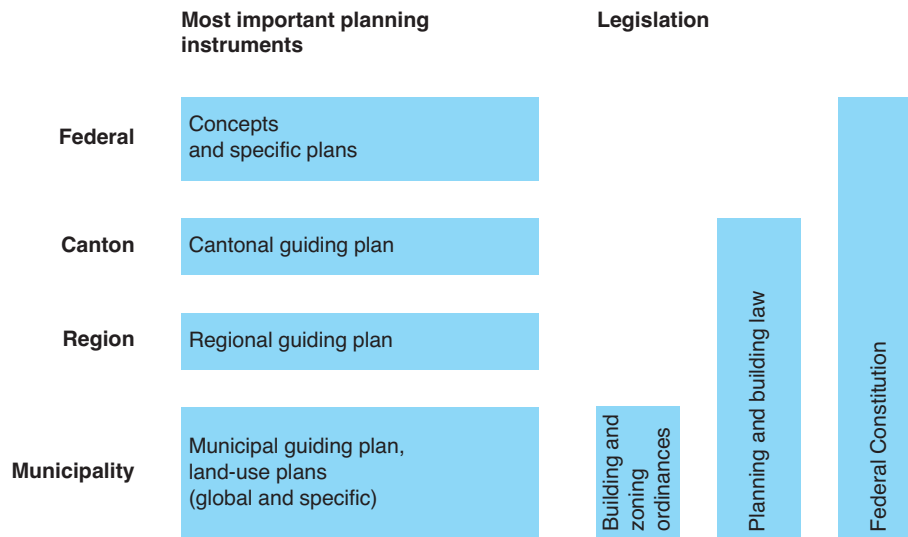 Most important planning
instruments
Legislation
Federal
Concepts
and specific plans
Canton
Cantonal guiding plan
Region
Regional guiding plan
Municipality
Municipal guiding plan,
land-use plans
(global and specific)
Building and
zoning
ordinances
Planning and building law
Federal Constitution